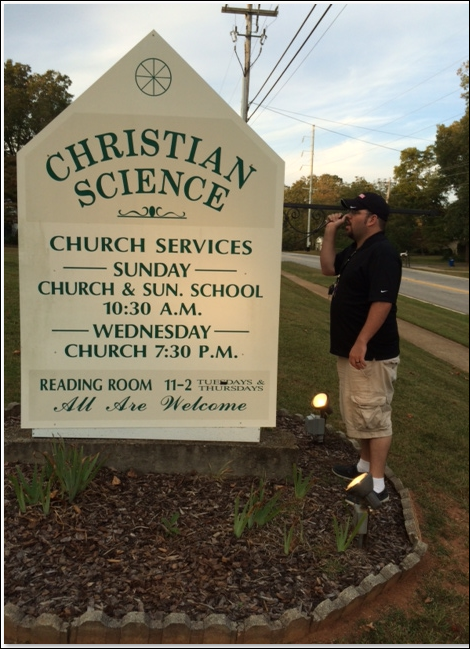 CHRISTIAN
SCIENCE
CHURCH SERVICES
SUNDAY
CHURCH & SUN. SCHOOL
10:30 A.M.
WEDNESDAY
CHURCH 7:30 P.M.
READING ROOM 11-2 &
THURSDAYS
All Are Welcome